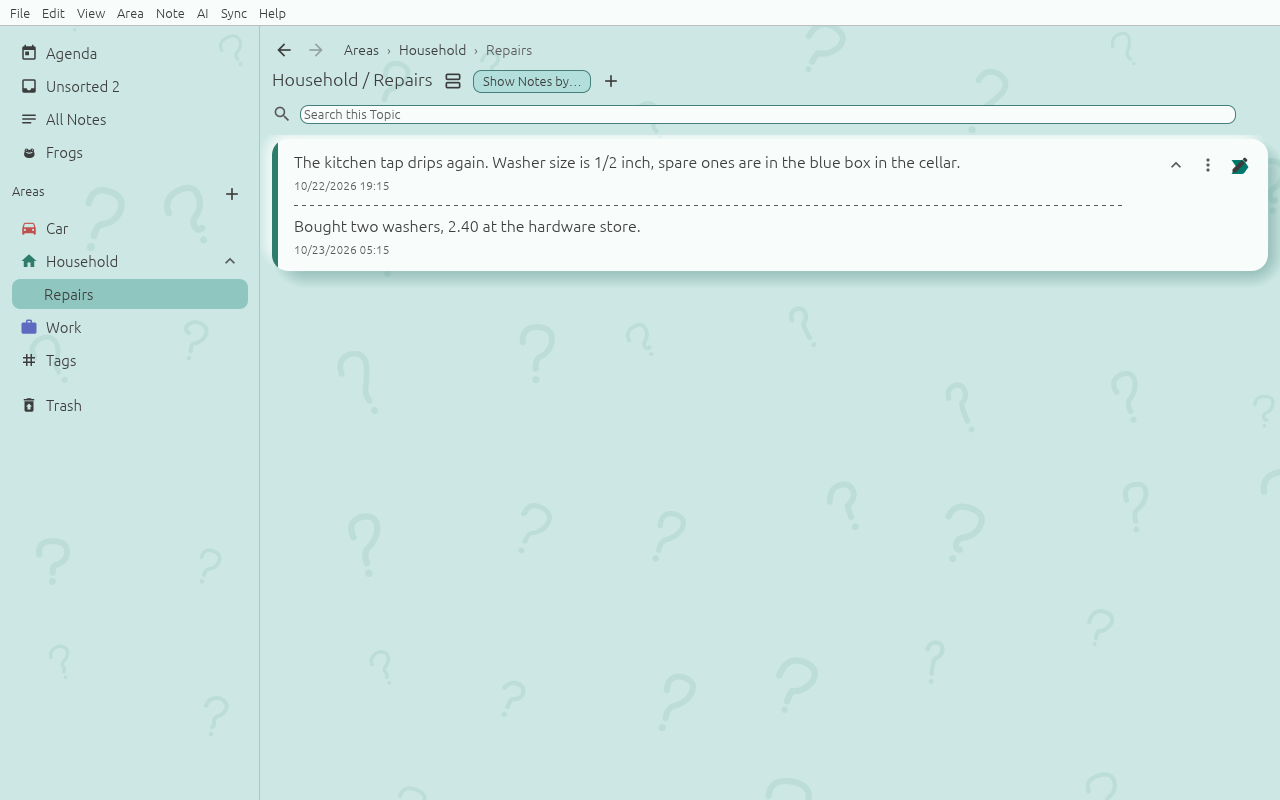 File Edit View Area Note AI Sync Help
Agenda
Unsorted 2
All Notes
Frogs
Areas
Car
Household
Repairs
Work
Tags
Trash
Areas › Household › Repairs
Household / Repairs Show Notes by…
Search this Topic
The kitchen tap drips again. Washer size is 1/2 inch, spare ones are in the blue box in the cellar.
10/22/2026 19:15
Bought two washers, 2.40 at the hardware store.
10/23/2026 05:15